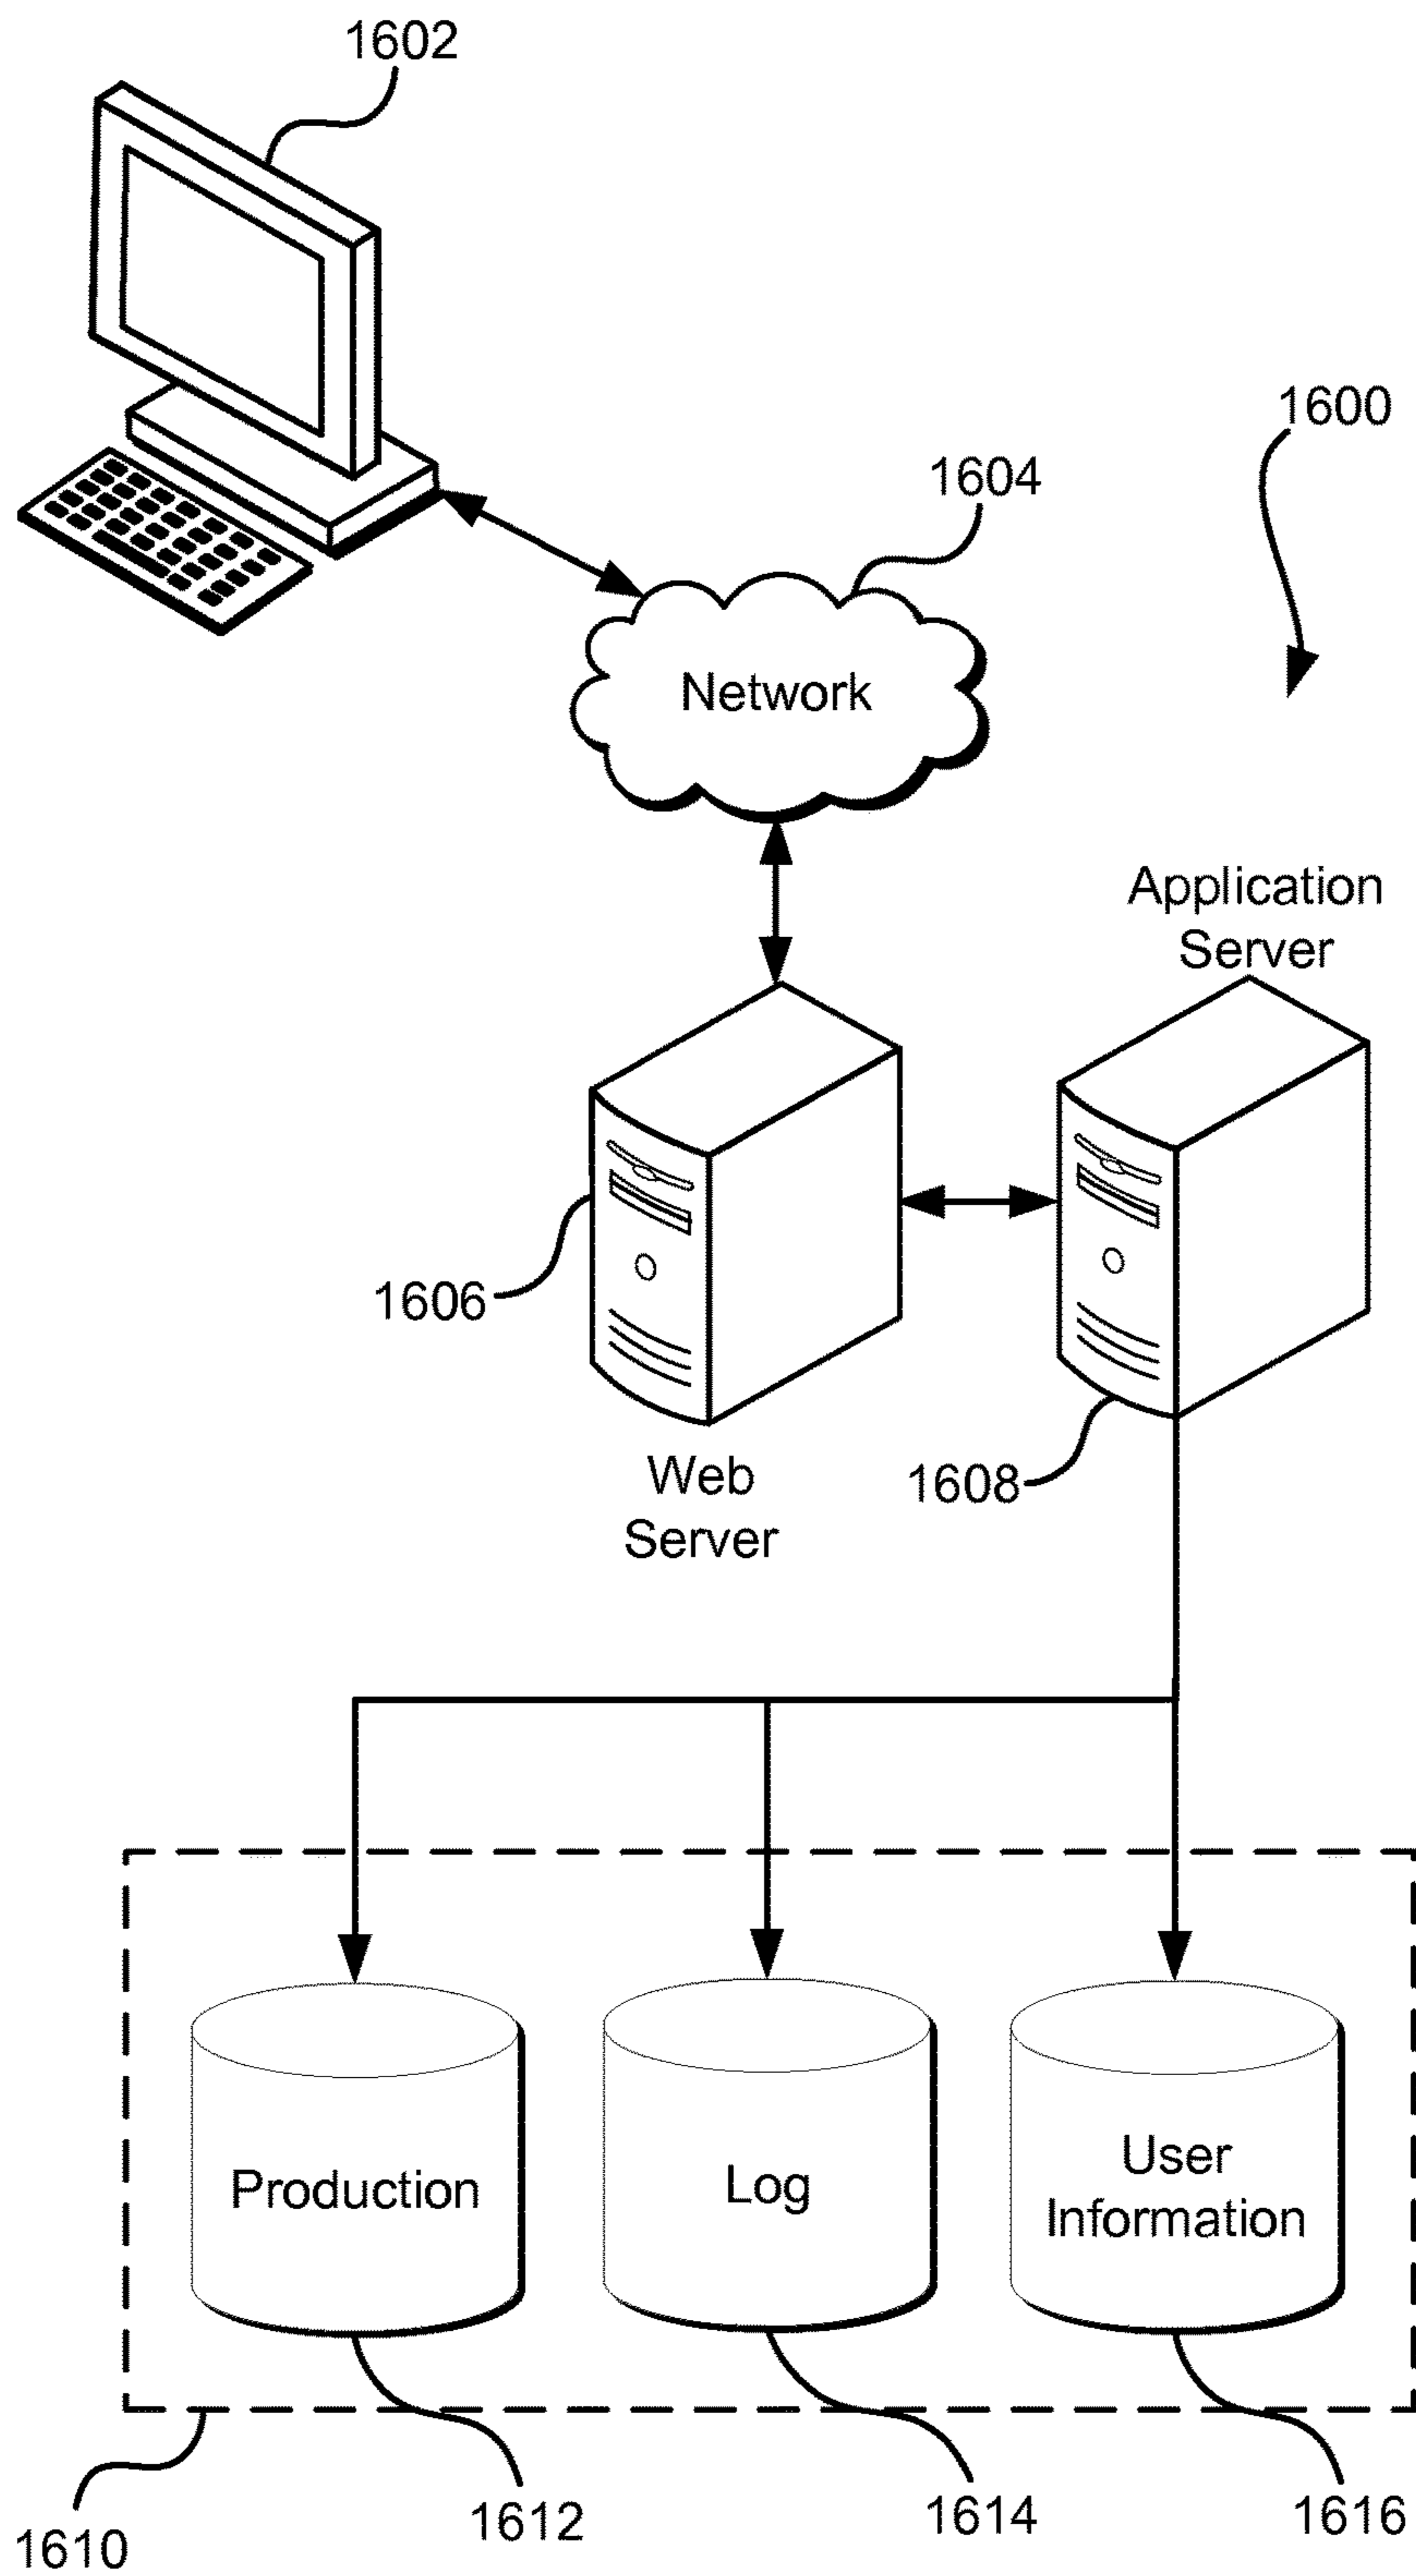 1602
1600
1604
Network
Application
Server
1606
1608
Web
Server
Production
Log
User
Information
1610
1612
1614
1616